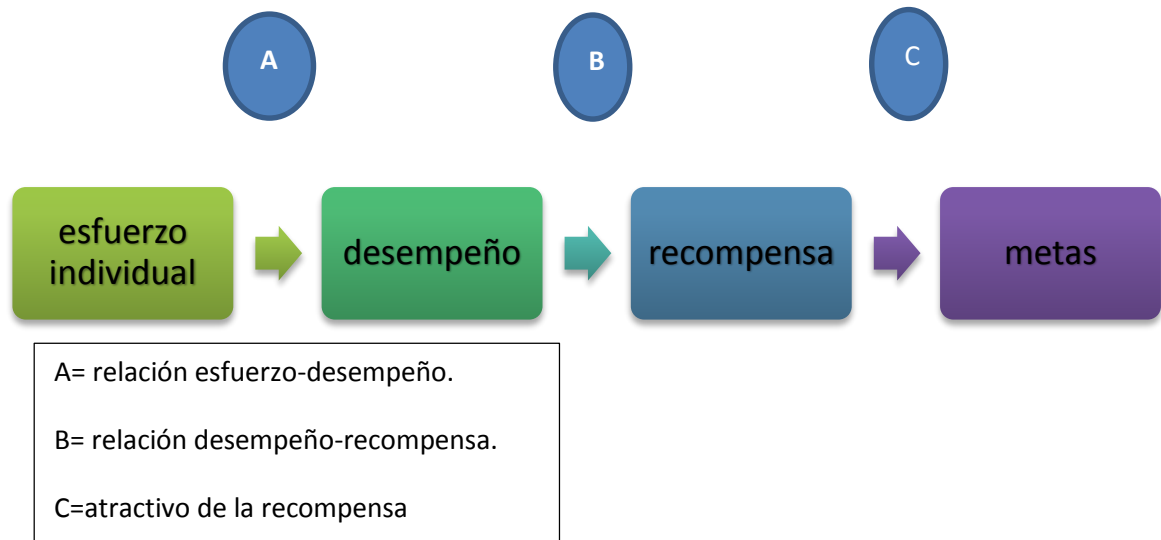 A
B
C
esfuerzo
individual
desempeño
recompensa
metas
A= relación esfuerzo-desempeño.
B= relación desempeño-recompensa.
C=atractivo de la recompensa